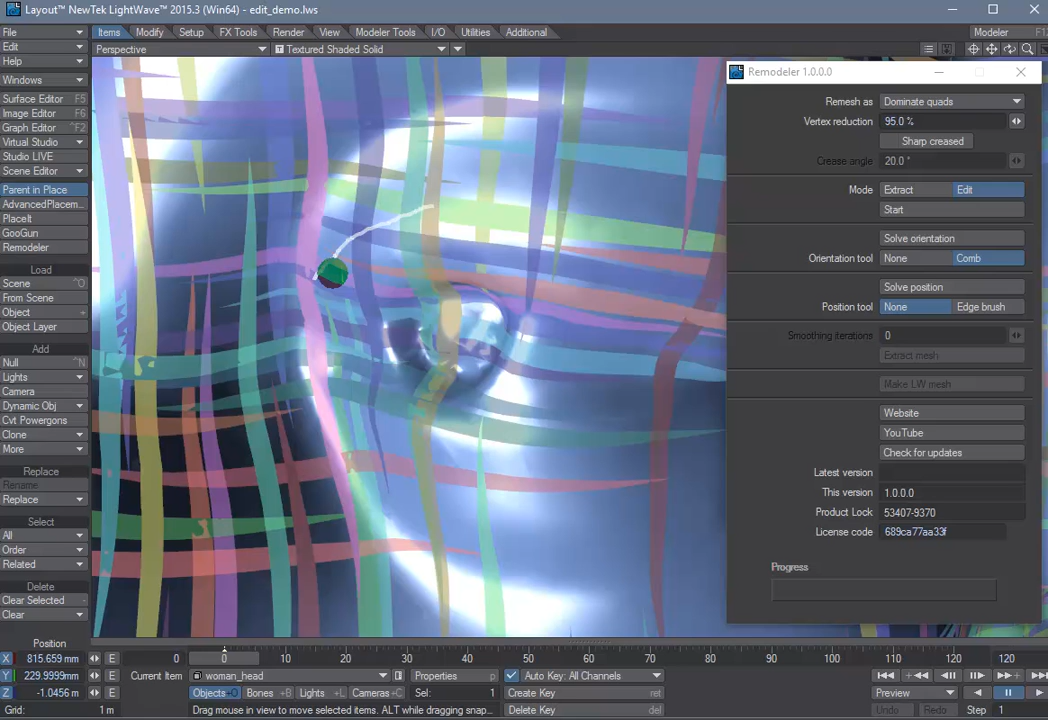 Layout™ NewTek LightWave™ 2015.3 (Win64) - edit_demo.lws
File
Items Modify Setup FX Tools Render View Modeler Tools I/O Utilities Additional
Modeler
Edit
Perspective
Textured Shaded Solid
Help
Windows
Surface Editor F5
Image Editor F6
Graph Editor ^F2
Virtual Studio
Studio LIVE
Scene Editor
Parent in Place
AdvancedPlacem...
PlaceIt
GooGun
Remodeler
Load
Scene ^O
From Scene
Object +
Object Layer
Add
Null ^N
Lights
Camera
Dynamic Obj
Cvt Powergons
Clone
More
Replace
Rename
Replace
Select
All
Order
Related
Delete
Clear Selected -
Clear
Remodeler 1.0.0.0
Remesh as Dominate quads
Vertex reduction 95.0 %
Sharp creased
Crease angle 20.0 °
Mode Extract Edit
Start
Solve orientation
Orientation tool None Comb
Solve position
Position tool None Edge brush
Smoothing iterations 0
Extract mesh
Make LW mesh
Website
YouTube
Check for updates
Latest version
This version 1.0.0.0
Product Lock 53407-9370
License code 689ca77aa33f
Progress
Position
X 815.659 mm E 0 0 10 20 30 40 50 60 70 80 90 100 110 120 120
Y 229.9999mm E Current Item woman_head Properties Auto Key: All Channels
Z -1.0456 m E Objects+O Bones +B Lights +L Cameras+C Sel: 1 Create Key ret Preview
Grid: 1 m Drag mouse in view to move selected items. ALT while dragging snap... Delete Key del Undo Redo Step 1